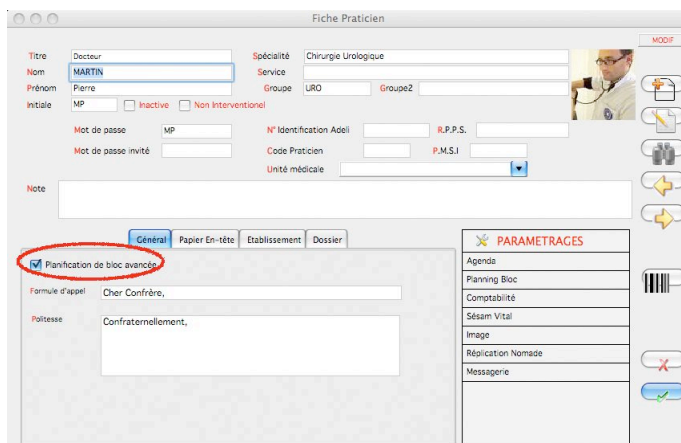 Fiche Praticien
MODIF
Titre Docteur Spécialité Chirurgie Urologique
Nom MARTIN Service
Prénom Pierre Groupe URO Groupe2
Initiale MP Inactive Non Interventionel
Mot de passe MP N° Identification Adeli R.P.P.S.
Mot de passe invité Code Praticien P.M.S.I
Unité médicale
Note
Général Papier En-tête Etablissement Dossier
PARAMETRAGES
Planification de bloc avancée
Agenda
Planning Bloc
Formule d'appel Cher Confrère,
Comptabilité
Politesse Confraternellement,
Sésam Vital
Image
Réplication Nomade
Messagerie